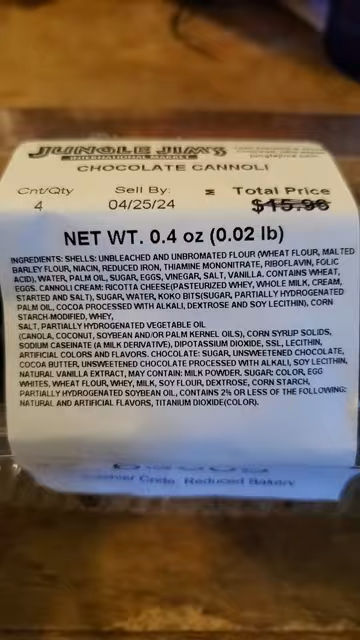 JUNGLE JIM'S
INTERNATIONAL MARKET
CHOCOLATE CANNOLI
Cnt/Qty Sell By: Total Price
4 04/25/24 $15.96
NET WT. 0.4 oz (0.02 lb)
INGREDIENTS: SHELLS: UNBLEACHED AND UNBROMATED FLOUR (WHEAT FLOUR, MALTED
BARLEY FLOUR, NIACIN, REDUCED IRON, THIAMINE MONONITRATE, RIBOFLAVIN, FOLIC
ACID), WATER, PALM OIL, SUGAR, EGGS, VINEGAR, SALT, VANILLA. CONTAINS WHEAT,
EGGS. CANNOLI CREAM: RICOTTA CHEESE(PASTEURIZED WHEY, WHOLE MILK, CREAM,
STARTED AND SALT), SUGAR, WATER, KOKO BITS(SUGAR, PARTIALLY HYDROGENATED
PALM OIL, COCOA PROCESSED WITH ALKALI, DEXTROSE AND SOY LECITHIN), CORN
STARCH-MODIFIED, WHEY,
SALT, PARTIALLY HYDROGENATED VEGETABLE OIL
(CANOLA, COCONUT, SOYBEAN AND/OR PALM KERNEL OILS), CORN SYRUP SOLIDS,
SODIUM CASEINATE (A MILK DERIVATIVE), DIPOTASSIUM DIOXIDE, SSL, LECITHIN,
ARTIFICIAL COLORS AND FLAVORS. CHOCOLATE: SUGAR, UNSWEETENED CHOCOLATE,
COCOA BUTTER, UNSWEETENED CHOCOLATE PROCESSED WITH ALKALI, SOY LECITHIN,
NATURAL VANILLA EXTRACT, MAY CONTAIN: MILK POWDER. SUGAR: COLOR, EGG
WHITES, WHEAT FLOUR, WHEY, MILK, SOY FLOUR, DEXTROSE, CORN STARCH,
PARTIALLY HYDROGENATED SOYBEAN OIL, CONTAINS 2% OR LESS OF THE FOLLOWING:
NATURAL AND ARTIFICIAL FLAVORS, TITANIUM DIOXIDE(COLOR).
Reduced Bakery